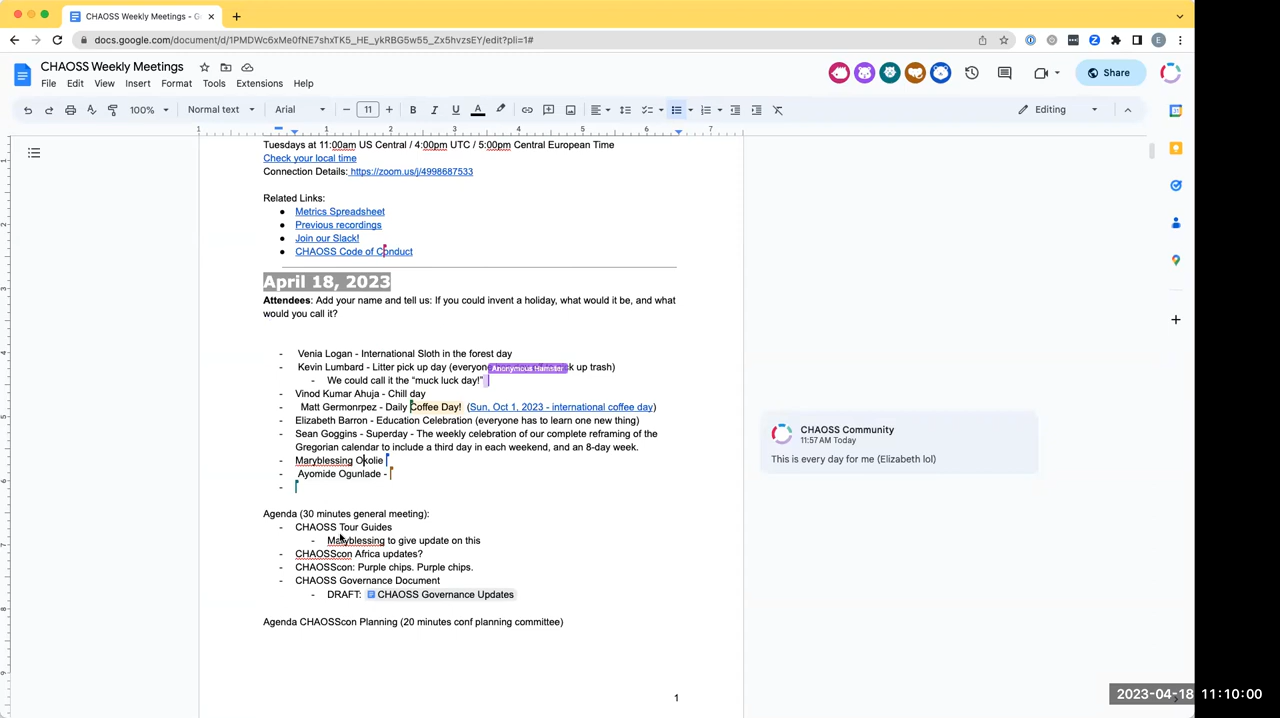 CHAOSS Weekly Meetings - G
docs.google.com/document/d/1PMDWc6xMe0fNE7shxTK5_HE_ykRBG5w55_Zx5hvzsEY/edit?pli=1#
CHAOSS Weekly Meetings
File Edit View Insert Format Tools Extensions Help
Share
100% Normal text Arial 11 Editing
1 1 2 3 4 5 6 7
Tuesdays at 11:00am US Central / 4:00pm UTC / 5:00pm Central European Time
Check your local time
Connection Details: https://zoom.us/j/4998687533
Related Links:
● Metrics Spreadsheet
● Previous recordings
● Join our Slack!
● CHAOSS Code of Conduct
April 18, 2023
Attendees: Add your name and tell us: If you could invent a holiday, what would it be, and what
would you call it?
- Venia Logan - International Sloth in the forest day
- Kevin Lumbard - Litter pick up day (everyone up trash)
Anonymous Hamster
- We could call it the “muck luck day!”
- Vinod Kumar Ahuja - Chill day
- Matt Germonrpez - Daily Coffee Day! (Sun, Oct 1, 2023 - international coffee day)
- Elizabeth Barron - Education Celebration (everyone has to learn one new thing)
- Sean Goggins - Superday - The weekly celebration of our complete reframing of the
Gregorian calendar to include a third day in each weekend, and an 8-day week.
- Maryblessing Okolie
- Ayomide Ogunlade -
-
CHAOSS Community
11:57 AM Today
This is every day for me (Elizabeth lol)
Agenda (30 minutes general meeting):
- CHAOSS Tour Guides
- Maryblessing to give update on this
- CHAOSScon Africa updates?
- CHAOSScon: Purple chips. Purple chips.
- CHAOSS Governance Document
- DRAFT: CHAOSS Governance Updates
Agenda CHAOSScon Planning (20 minutes conf planning committee)
1
2023-04-18 11:10:00